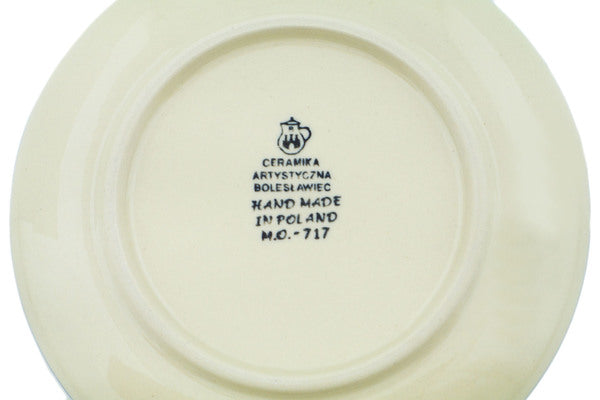 CERAMIKA
ARTYSTYCZNA
BOLESŁAWIEC
HAND MADE
IN POLAND
M.O.-717